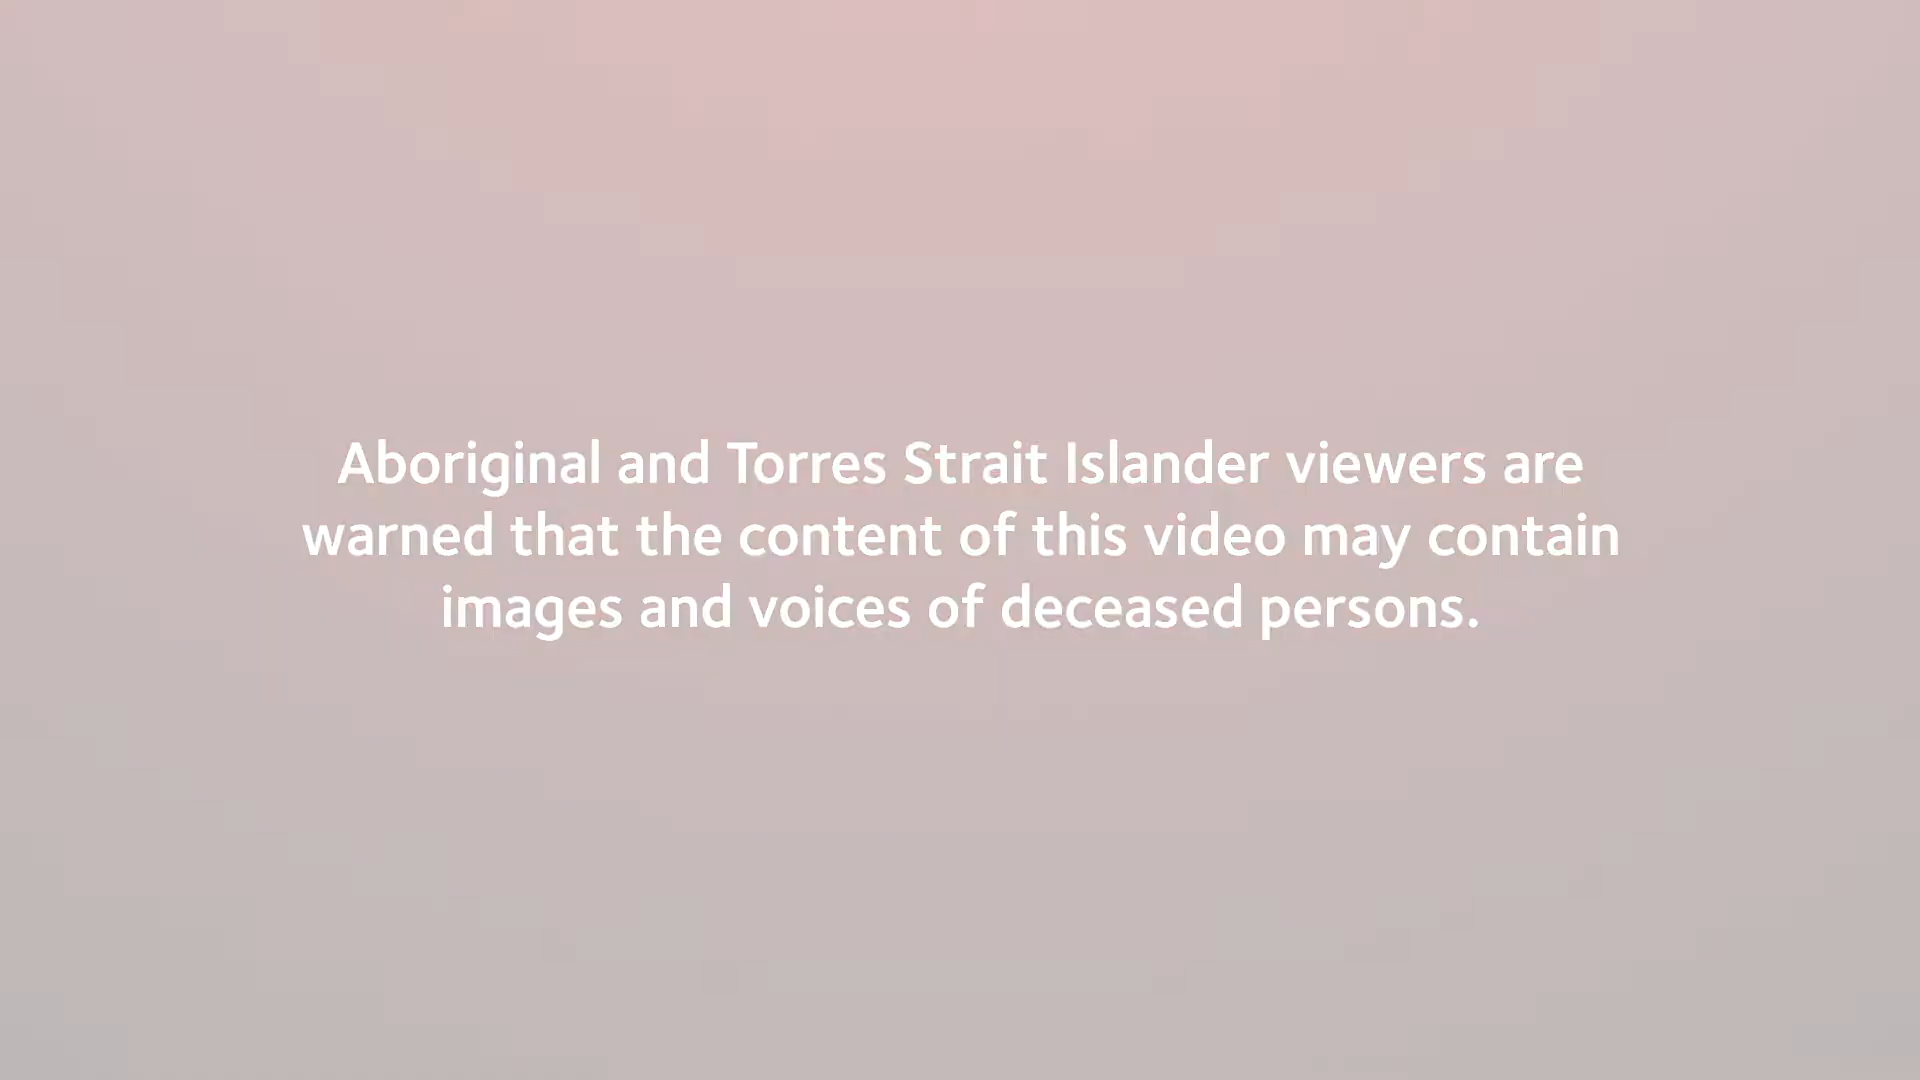 Aboriginal and Torres Strait Islander viewers are
warned that the content of this video may contain
images and voices of deceased persons.